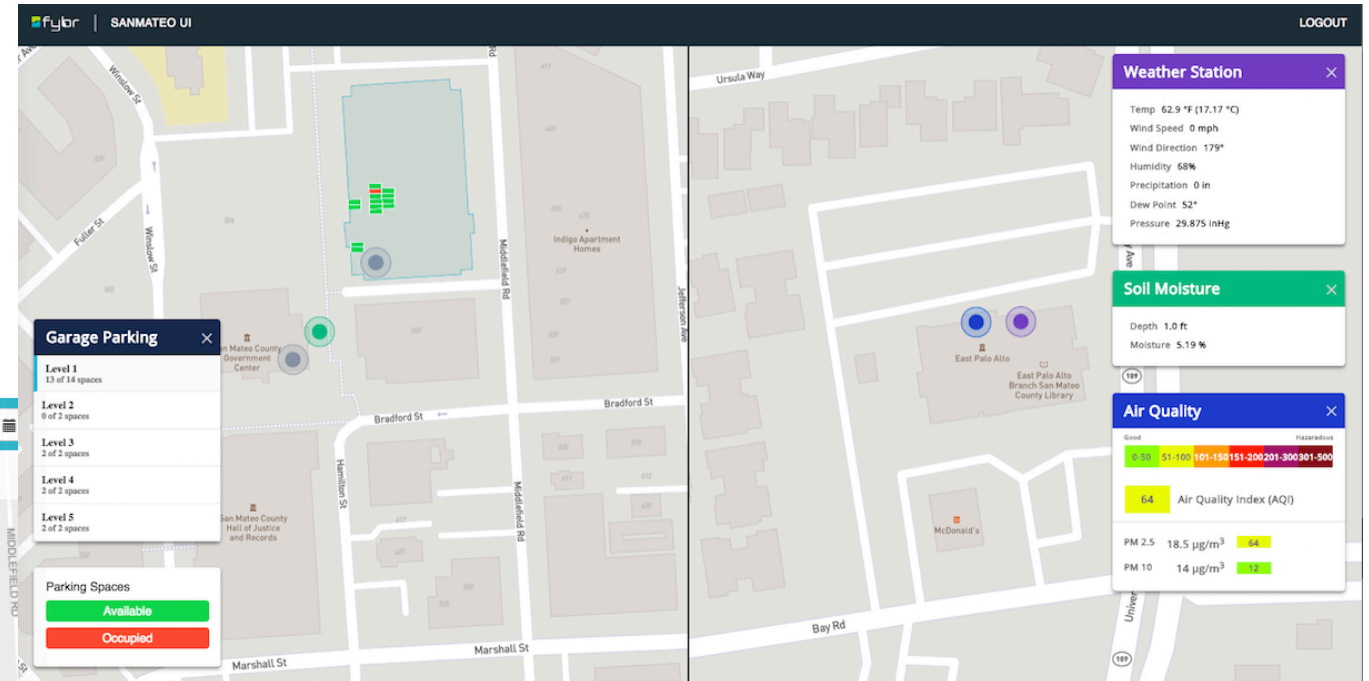 fybr | SANMATEO UI
LOGOUT
Winslow St
Rd
Ursula Way
Fuller St
Winslow St
Indigo Apartment
Homes
Middlefield Rd
Jefferson Ave
San Mateo County
Government
Center
Bradford St
Bradford St
Hamilton St
Middlefield Rd
San Mateo County
Hall of Justice
and Records
Marshall St
Marshall St
MIDDLEFIELD RD
Garage Parking
Level 1
13 of 14 spaces
Level 2
0 of 2 spaces
Level 3
2 of 2 spaces
Level 4
2 of 2 spaces
Level 5
2 of 2 spaces
Parking Spaces
Available
Occupied
East Palo Alto
East Palo Alto
Branch San Mateo
County Library
McDonald's
Bay Rd
y Ave
109
Univer
109
Weather Station
Temp 62.9 °F (17.17 °C)
Wind Speed 0 mph
Wind Direction 179°
Humidity 68%
Precipitation 0 in
Dew Point 52°
Pressure 29.875 inHg
Soil Moisture
Depth 1.0 ft
Moisture 5.19 %
Air Quality
Good Hazaradous
0-50 51-100 101-150 151-200 201-300 301-500
64 Air Quality Index (AQI)
PM 2.5 18.5 µg/m³ 64
PM 10 14 µg/m³ 12